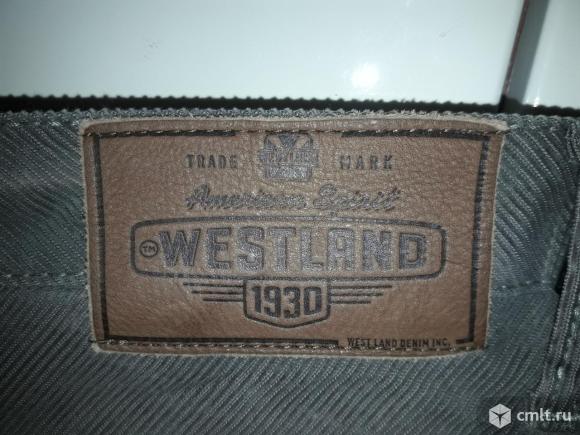 TRADE MARK
American Spirit
TM WESTLAND
1930
WEST LAND DENIM INC.
cmlt.ru